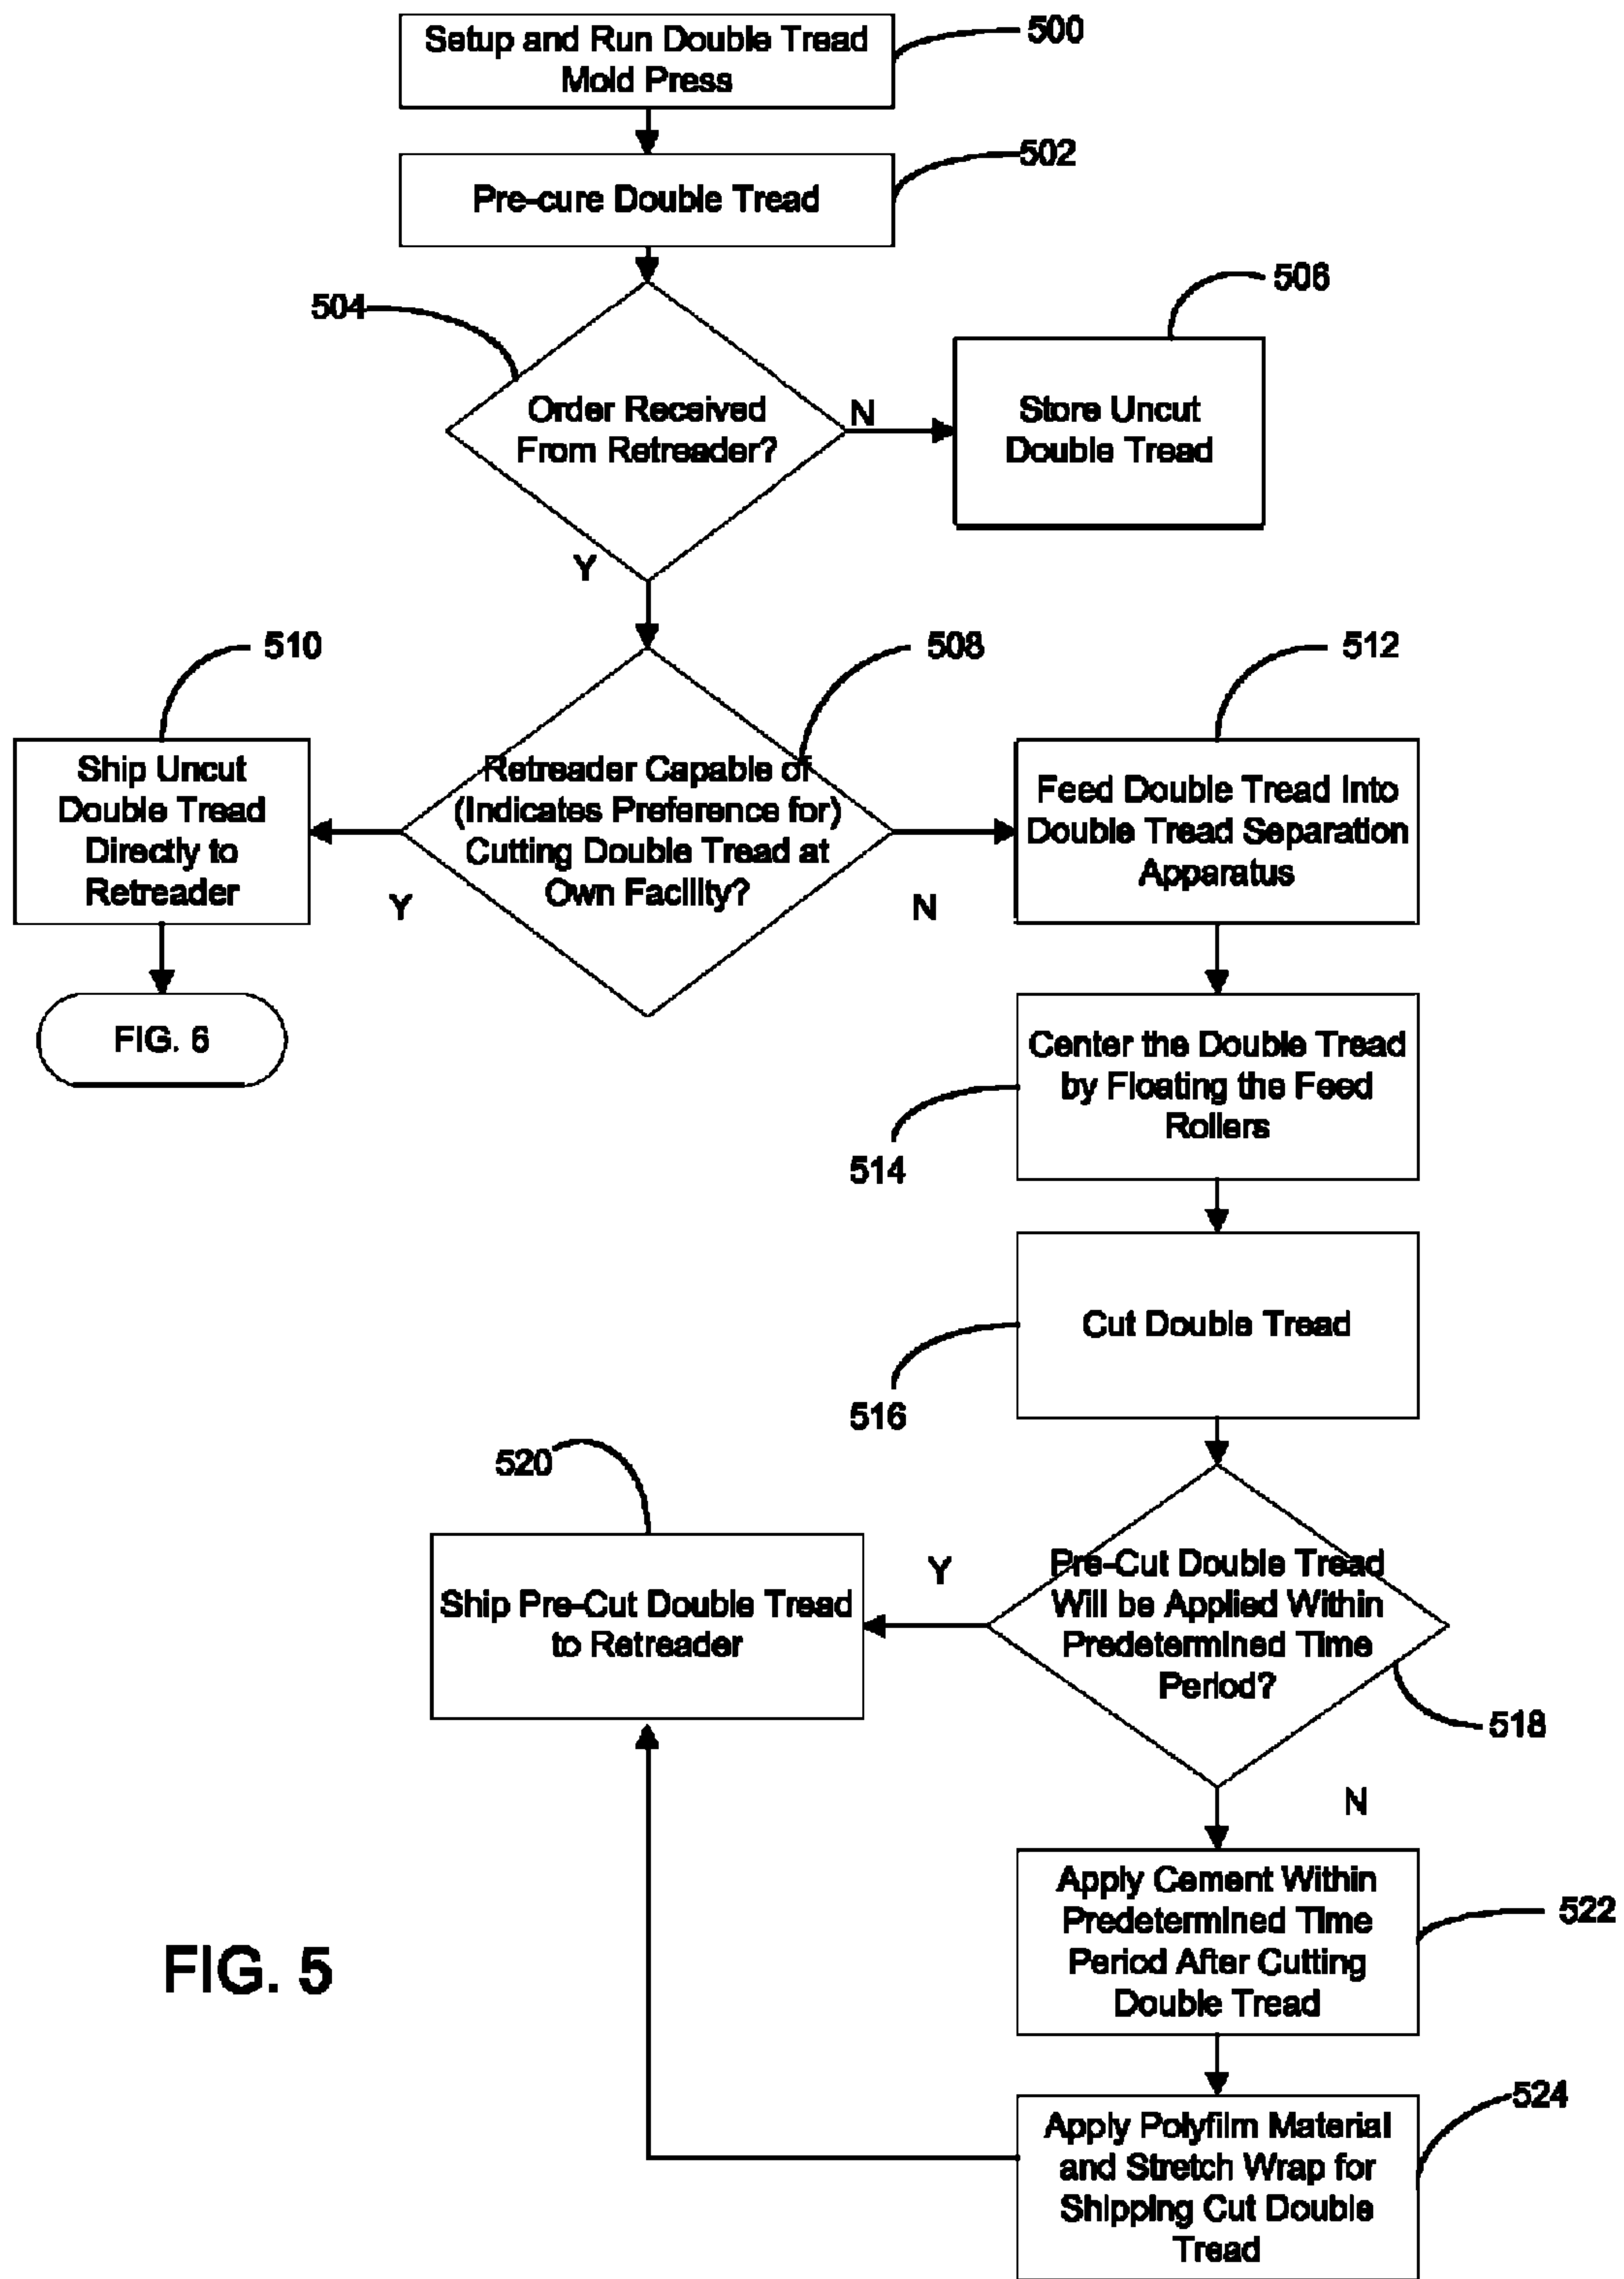 Setup and Run Double Tread
Mold Press
500
Pre-cure Double Tread
502
504
Order Received
From Retreader?
N
506
Store Uncut
Double Tread
Y
510
Ship Uncut
Double Tread
Directly to
Retreader
508
Retreader Capable of
(Indicates Preference for)
Cutting Double Tread at
Own Facility?
Y
N
512
Feed Double Tread Into
Double Tread Separation
Apparatus
FIG. 6
Center the Double Tread
by Floating the Feed
Rollers
514
Cut Double Tread
516
520
Ship Pre-Cut Double Tread
to Retreader
Y
Pre-Cut Double Tread
Will be Applied Within
Predetermined Time
Period?
518
N
Apply Cement Within
Predetermined Time
Period After Cutting
Double Tread
522
FIG. 5
Apply Polyfilm Material
and Stretch Wrap for
Shipping Cut Double
Tread
524